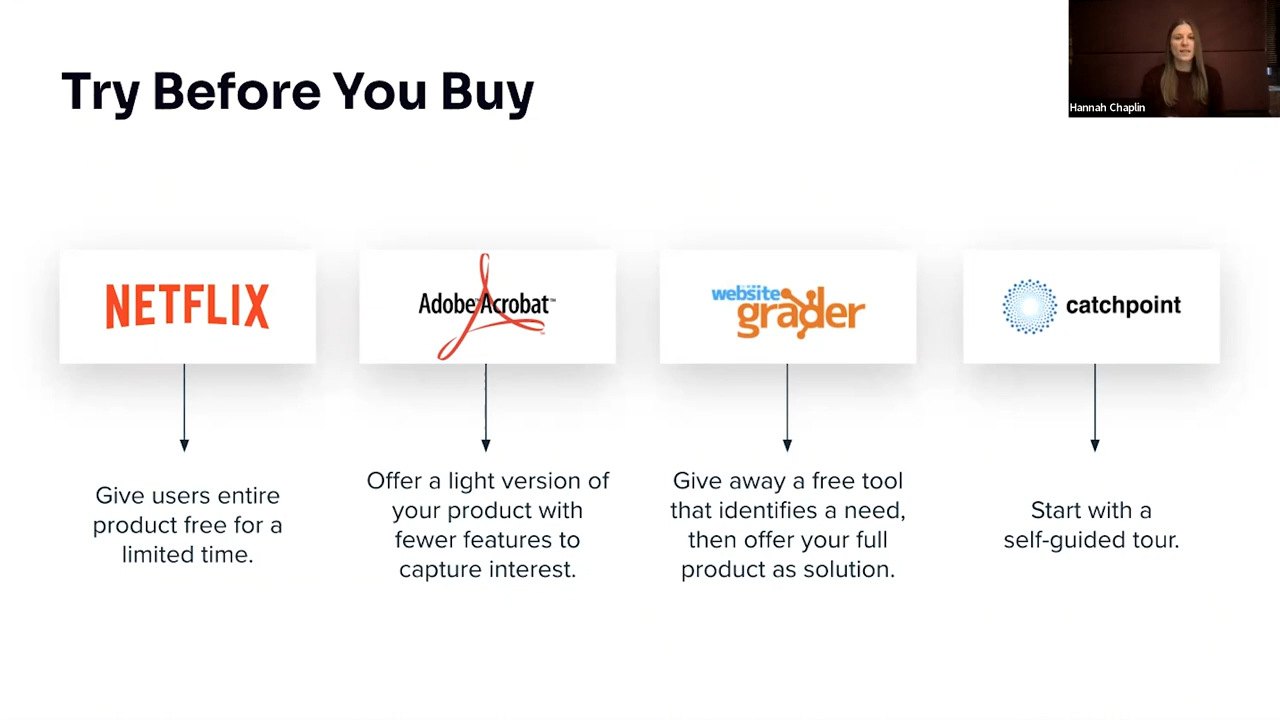 Try Before You Buy
Hannah Chaplin
NETFLIX
Adobe Acrobat™
website
grader
catchpoint
Give users entire
product free for a
limited time.
Offer a light version of
your product with
fewer features to
capture interest.
Give away a free tool
that identifies a need,
then offer your full
product as solution.
Start with a
self-guided tour.